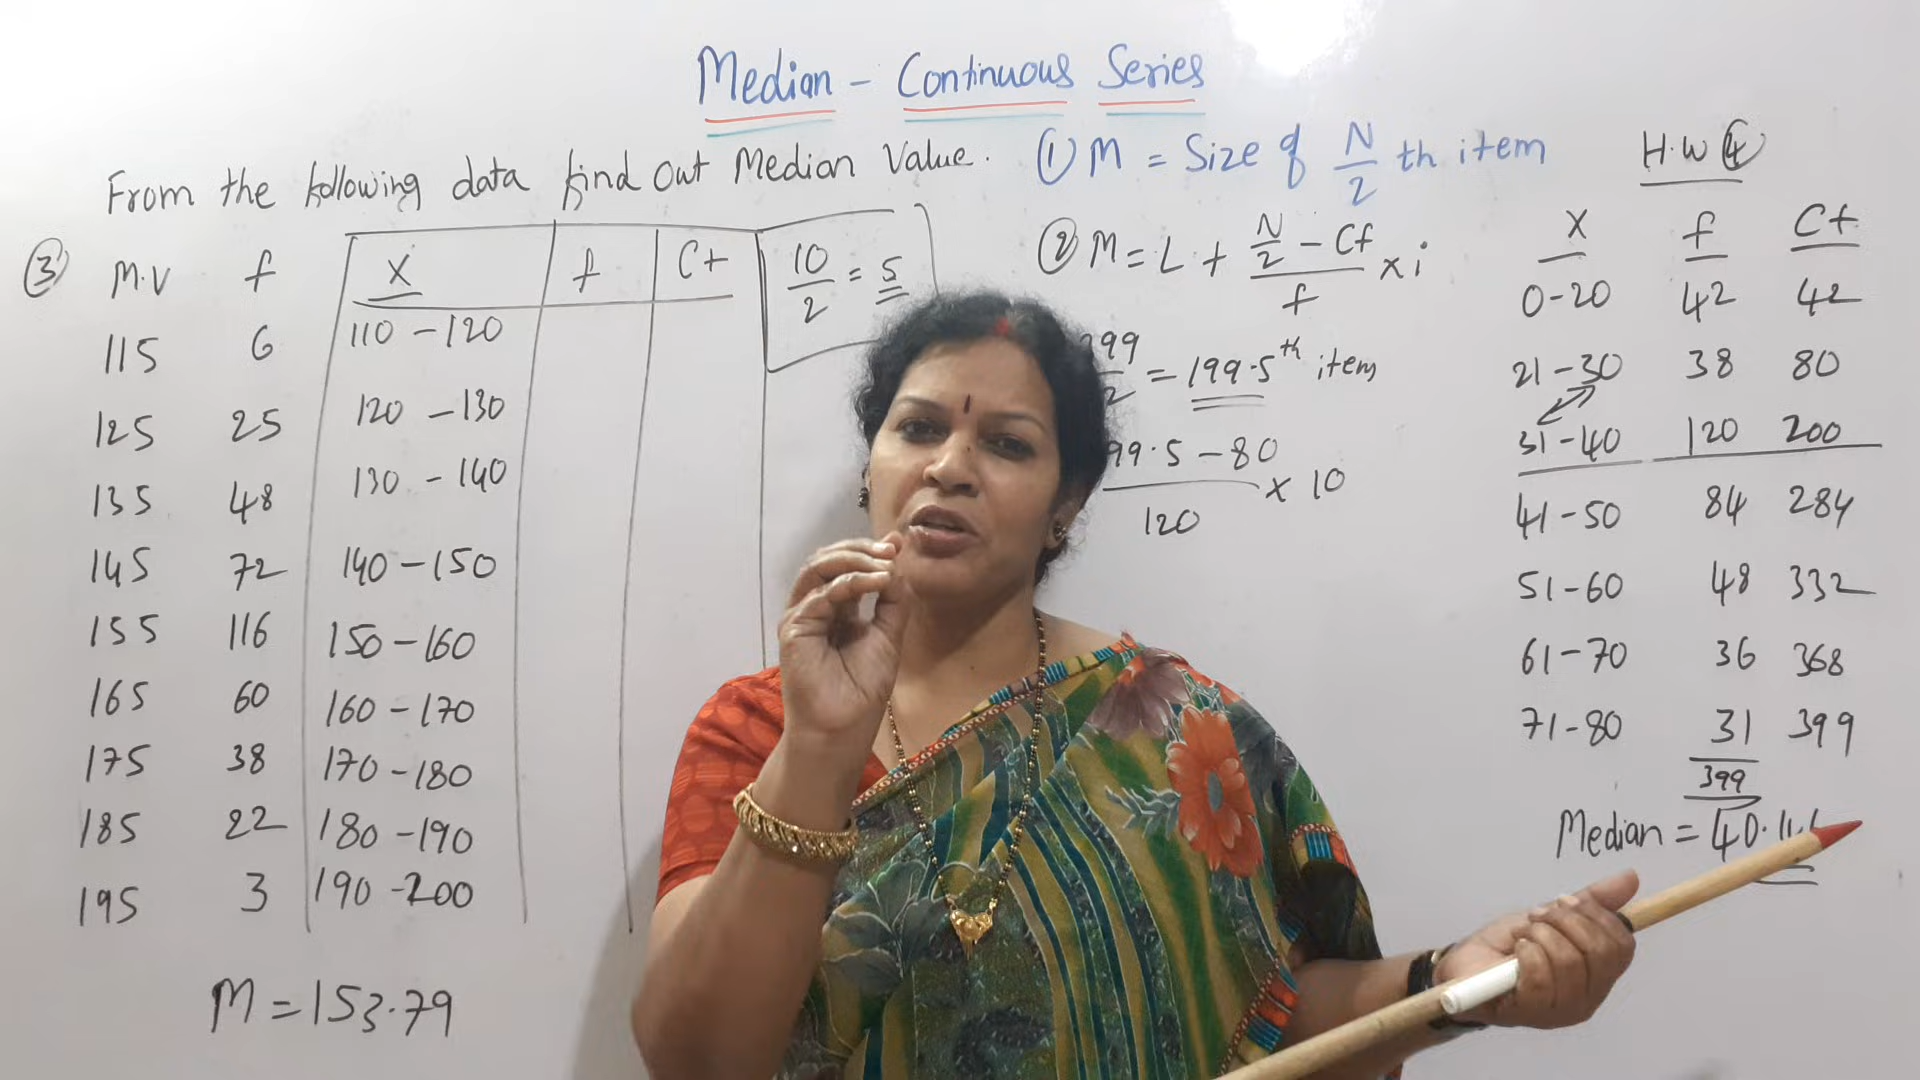 Median - Continuous Series
From the following data find out Median Value.
③ M.V f
115 6
125 25
135 48
145 72
155 116
165 60
175 38
185 22
195 3
M = 153.79
X f Cf
110 - 120
120 - 130
130 - 140
140 - 150
150 - 160
160 - 170
170 - 180
180 - 190
190 - 200
10/2 = 5
① M = Size of N/2 th item
② M = L + (N/2 - Cf)/f × i
= 199.5th item
99.5 - 80
120
× 10
H.W ④
X f Cf
0-20 42 42
21-30 38 80
31-40 120 200
41-50 84 284
51-60 48 332
61-70 36 368
71-80 31 399
399
Median =